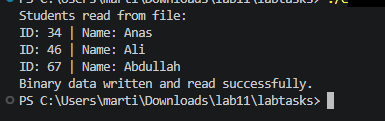 PS C:\Users\marti\Downloads\lab11\labtasks> ./c
Students read from file:
ID: 34 | Name: Anas
ID: 46 | Name: Ali
ID: 67 | Name: Abdullah
Binary data written and read successfully.
PS C:\Users\marti\Downloads\lab11\labtasks>